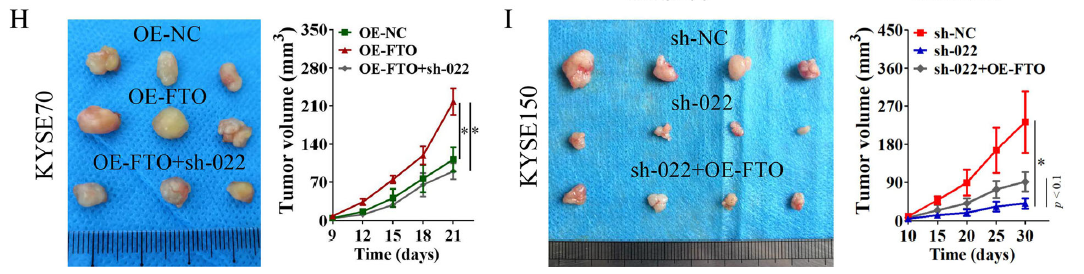 H
KYSE70
OE-NC
OE-FTO
OE-FTO+sh-022
Tumor volume (mm³)
350
280
210
140
70
0
9 12 15 18 21
Time (days)
OE-NC
OE-FTO
OE-FTO+sh-022
* *
I
KYSE150
sh-NC
sh-022
sh-022+OE-FTO
Tumor volume (mm³)
450
360
270
180
90
0
10 15 20 25 30
Time (days)
sh-NC
sh-022
sh-022+OE-FTO
*
p < 0.1